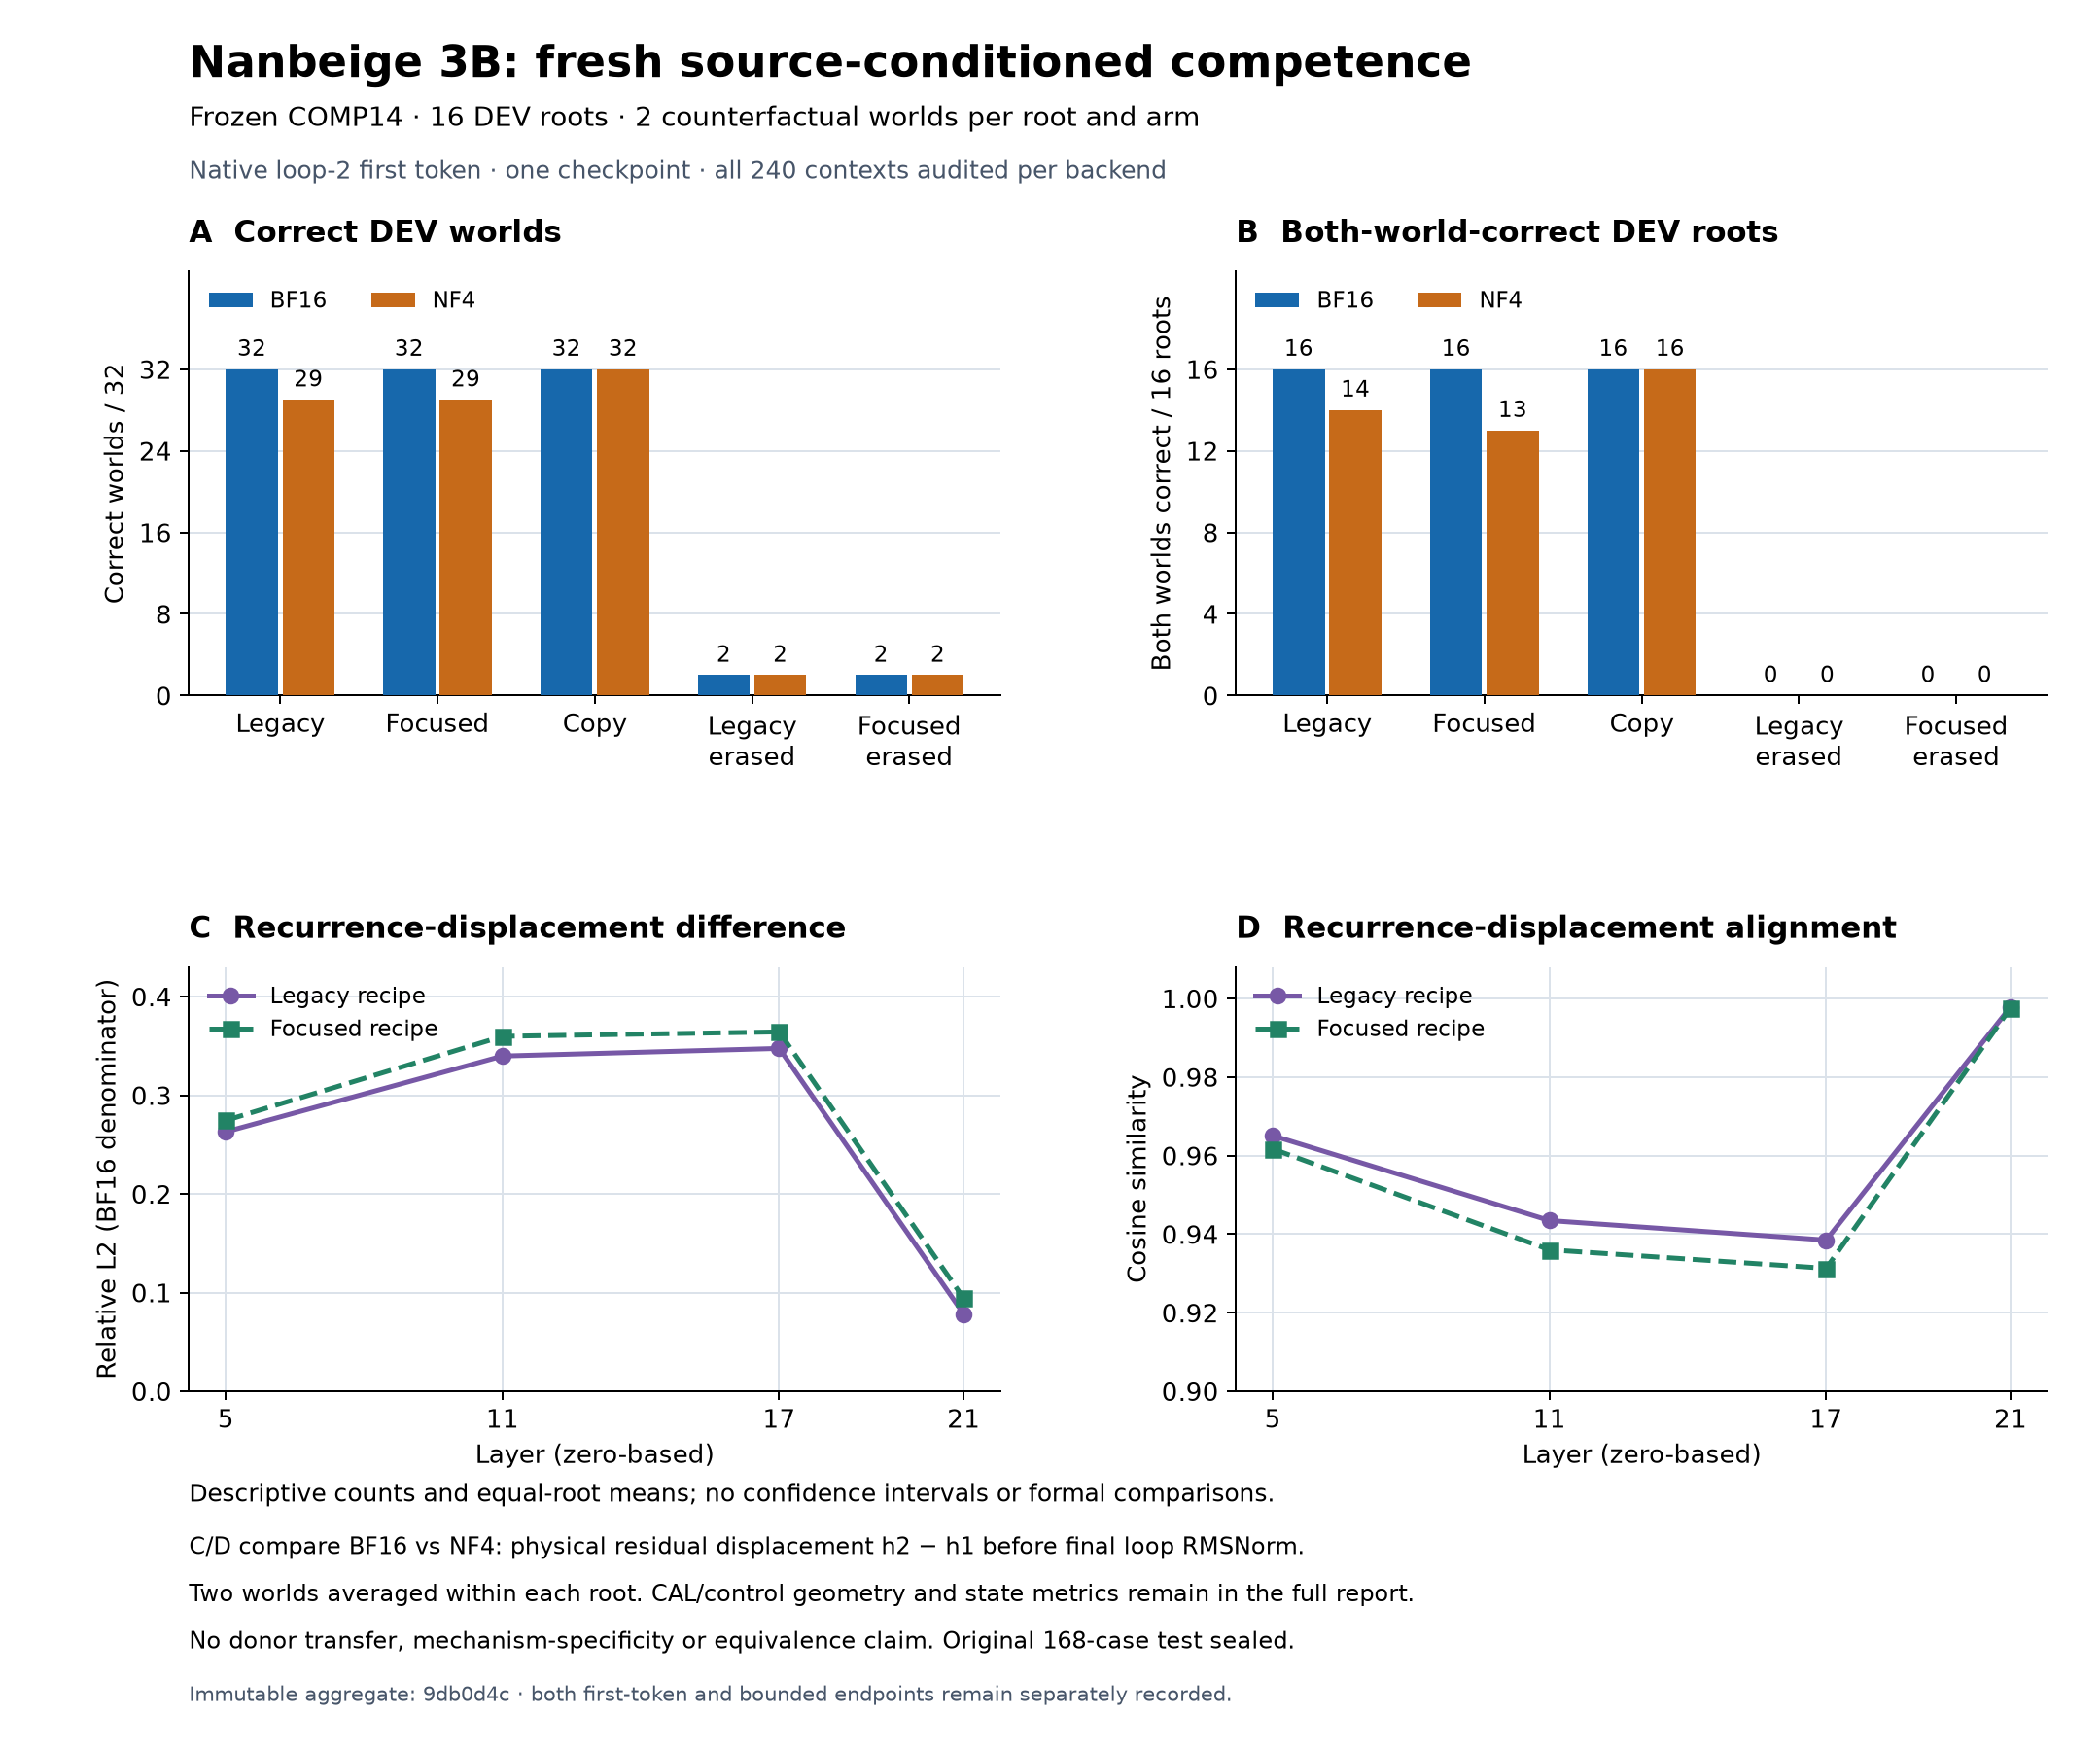 Nanbeige 3B: fresh source-conditioned competence
Frozen COMP14 · 16 DEV roots · 2 counterfactual worlds per root and arm
Native loop-2 first token · one checkpoint · all 240 contexts audited per backend
A Correct DEV worlds
BF16 NF4
Correct worlds / 32
32
24
16
8
0
32 29 32 29 32 32 2 2 2 2
Legacy Focused Copy Legacy erased Focused erased
B Both-world-correct DEV roots
BF16 NF4
Both worlds correct / 16 roots
16
12
8
4
0
16 14 16 13 16 16 0 0 0 0
Legacy Focused Copy Legacy erased Focused erased
C Recurrence-displacement difference
Legacy recipe
Focused recipe
Relative L2 (BF16 denominator)
0.4
0.3
0.2
0.1
0.0
5 11 17 21
Layer (zero-based)
D Recurrence-displacement alignment
Legacy recipe
Focused recipe
Cosine similarity
1.00
0.98
0.96
0.94
0.92
0.90
5 11 17 21
Layer (zero-based)
Descriptive counts and equal-root means; no confidence intervals or formal comparisons.
C/D compare BF16 vs NF4: physical residual displacement h2 − h1 before final loop RMSNorm.
Two worlds averaged within each root. CAL/control geometry and state metrics remain in the full report.
No donor transfer, mechanism-specificity or equivalence claim. Original 168-case test sealed.
Immutable aggregate: 9db0d4c · both first-token and bounded endpoints remain separately recorded.